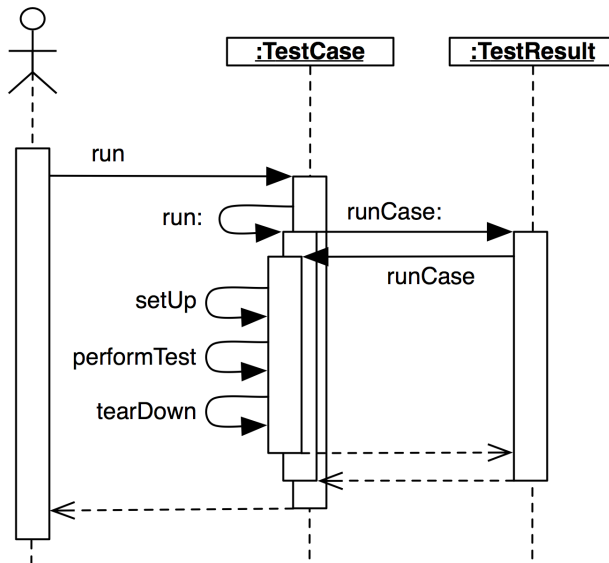 :TestCase
:TestResult
run
run:
runCase:
runCase
setUp
performTest
tearDown